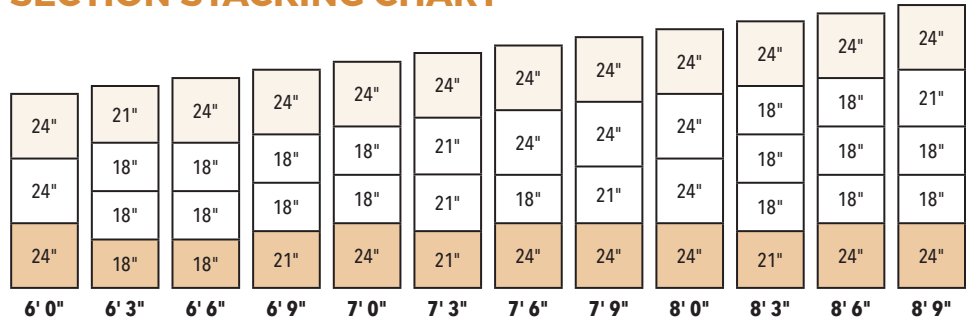 SECTION STACKING CHART
24" 24" 24" 6' 0"
21" 18" 18" 18" 6' 3"
24" 18" 18" 18" 6' 6"
24" 18" 18" 21" 6' 9"
24" 18" 18" 24" 7' 0"
24" 21" 21" 21" 7' 3"
24" 24" 18" 24" 7' 6"
24" 24" 21" 24" 7' 9"
24" 24" 24" 24" 8' 0"
24" 18" 18" 18" 21" 8' 3"
24" 18" 18" 18" 24" 8' 6"
24" 21" 18" 18" 24" 8' 9"